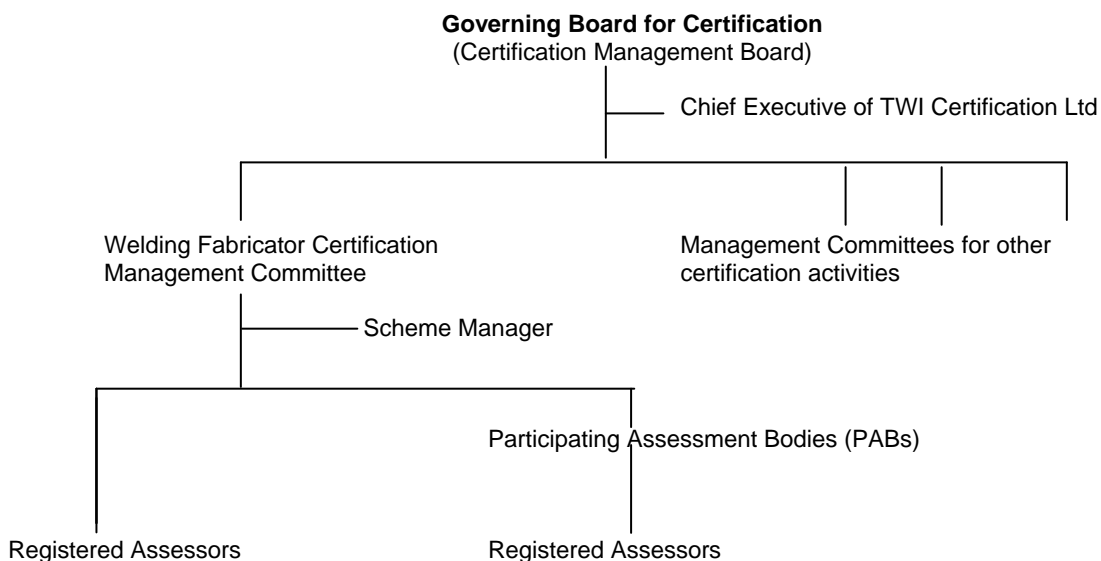 Governing Board for Certification
(Certification Management Board)
Chief Executive of TWI Certification Ltd
Welding Fabricator Certification
Management Committee
Management Committees for other
certification activities
Scheme Manager
Participating Assessment Bodies (PABs)
Registered Assessors
Registered Assessors